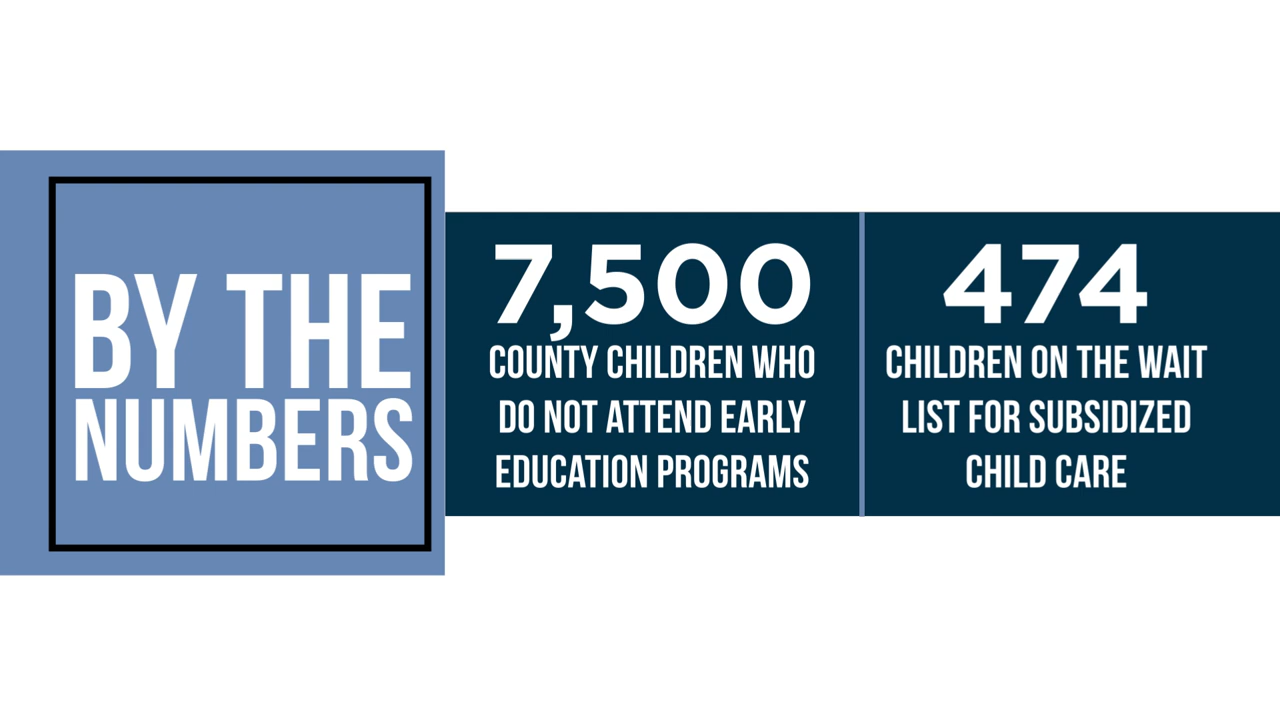 BY THE
NUMBERS
7,500
COUNTY CHILDREN WHO
DO NOT ATTEND EARLY
EDUCATION PROGRAMS
474
CHILDREN ON THE WAIT
LIST FOR SUBSIDIZED
CHILD CARE